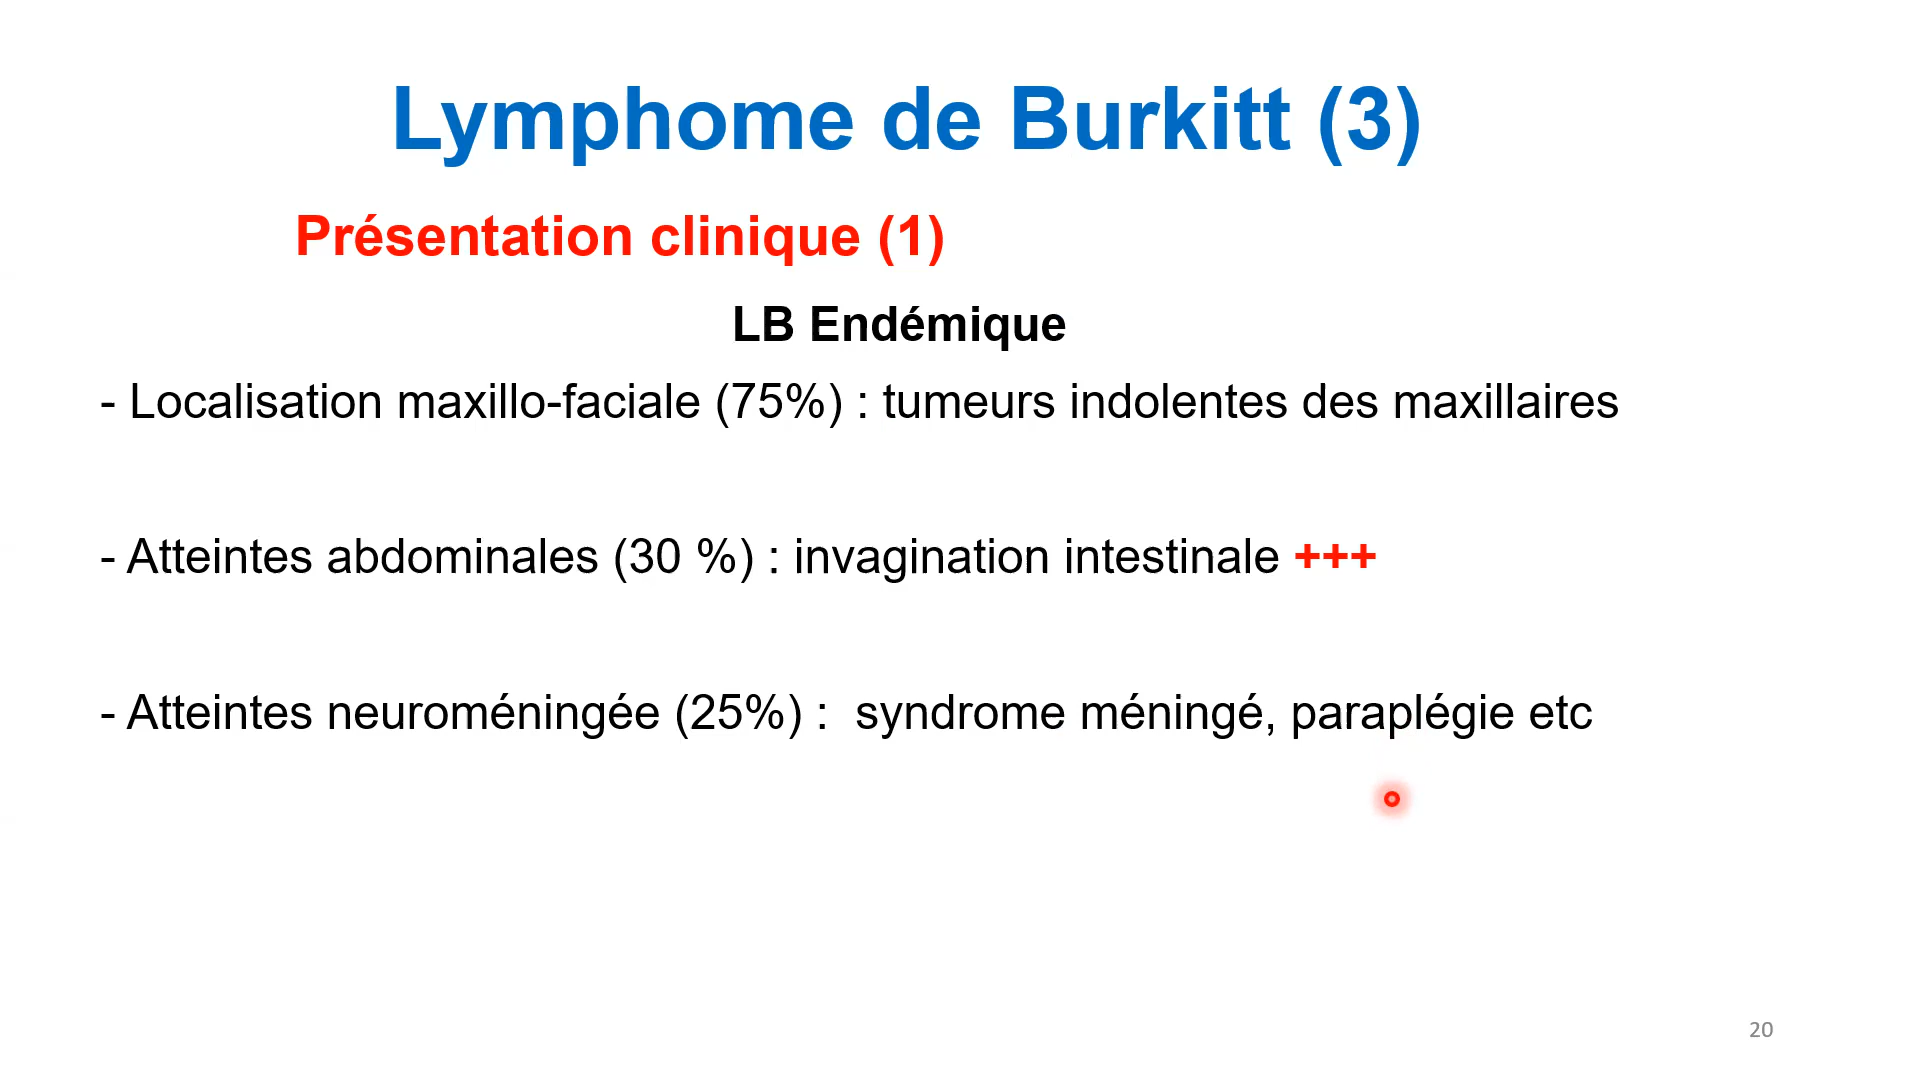 Lymphome de Burkitt (3)
Présentation clinique (1)
LB Endémique
- Localisation maxillo-faciale (75%) : tumeurs indolentes des maxillaires
- Atteintes abdominales (30 %) : invagination intestinale +++
- Atteintes neuroméningée (25%) :  syndrome méningé, paraplégie etc
20